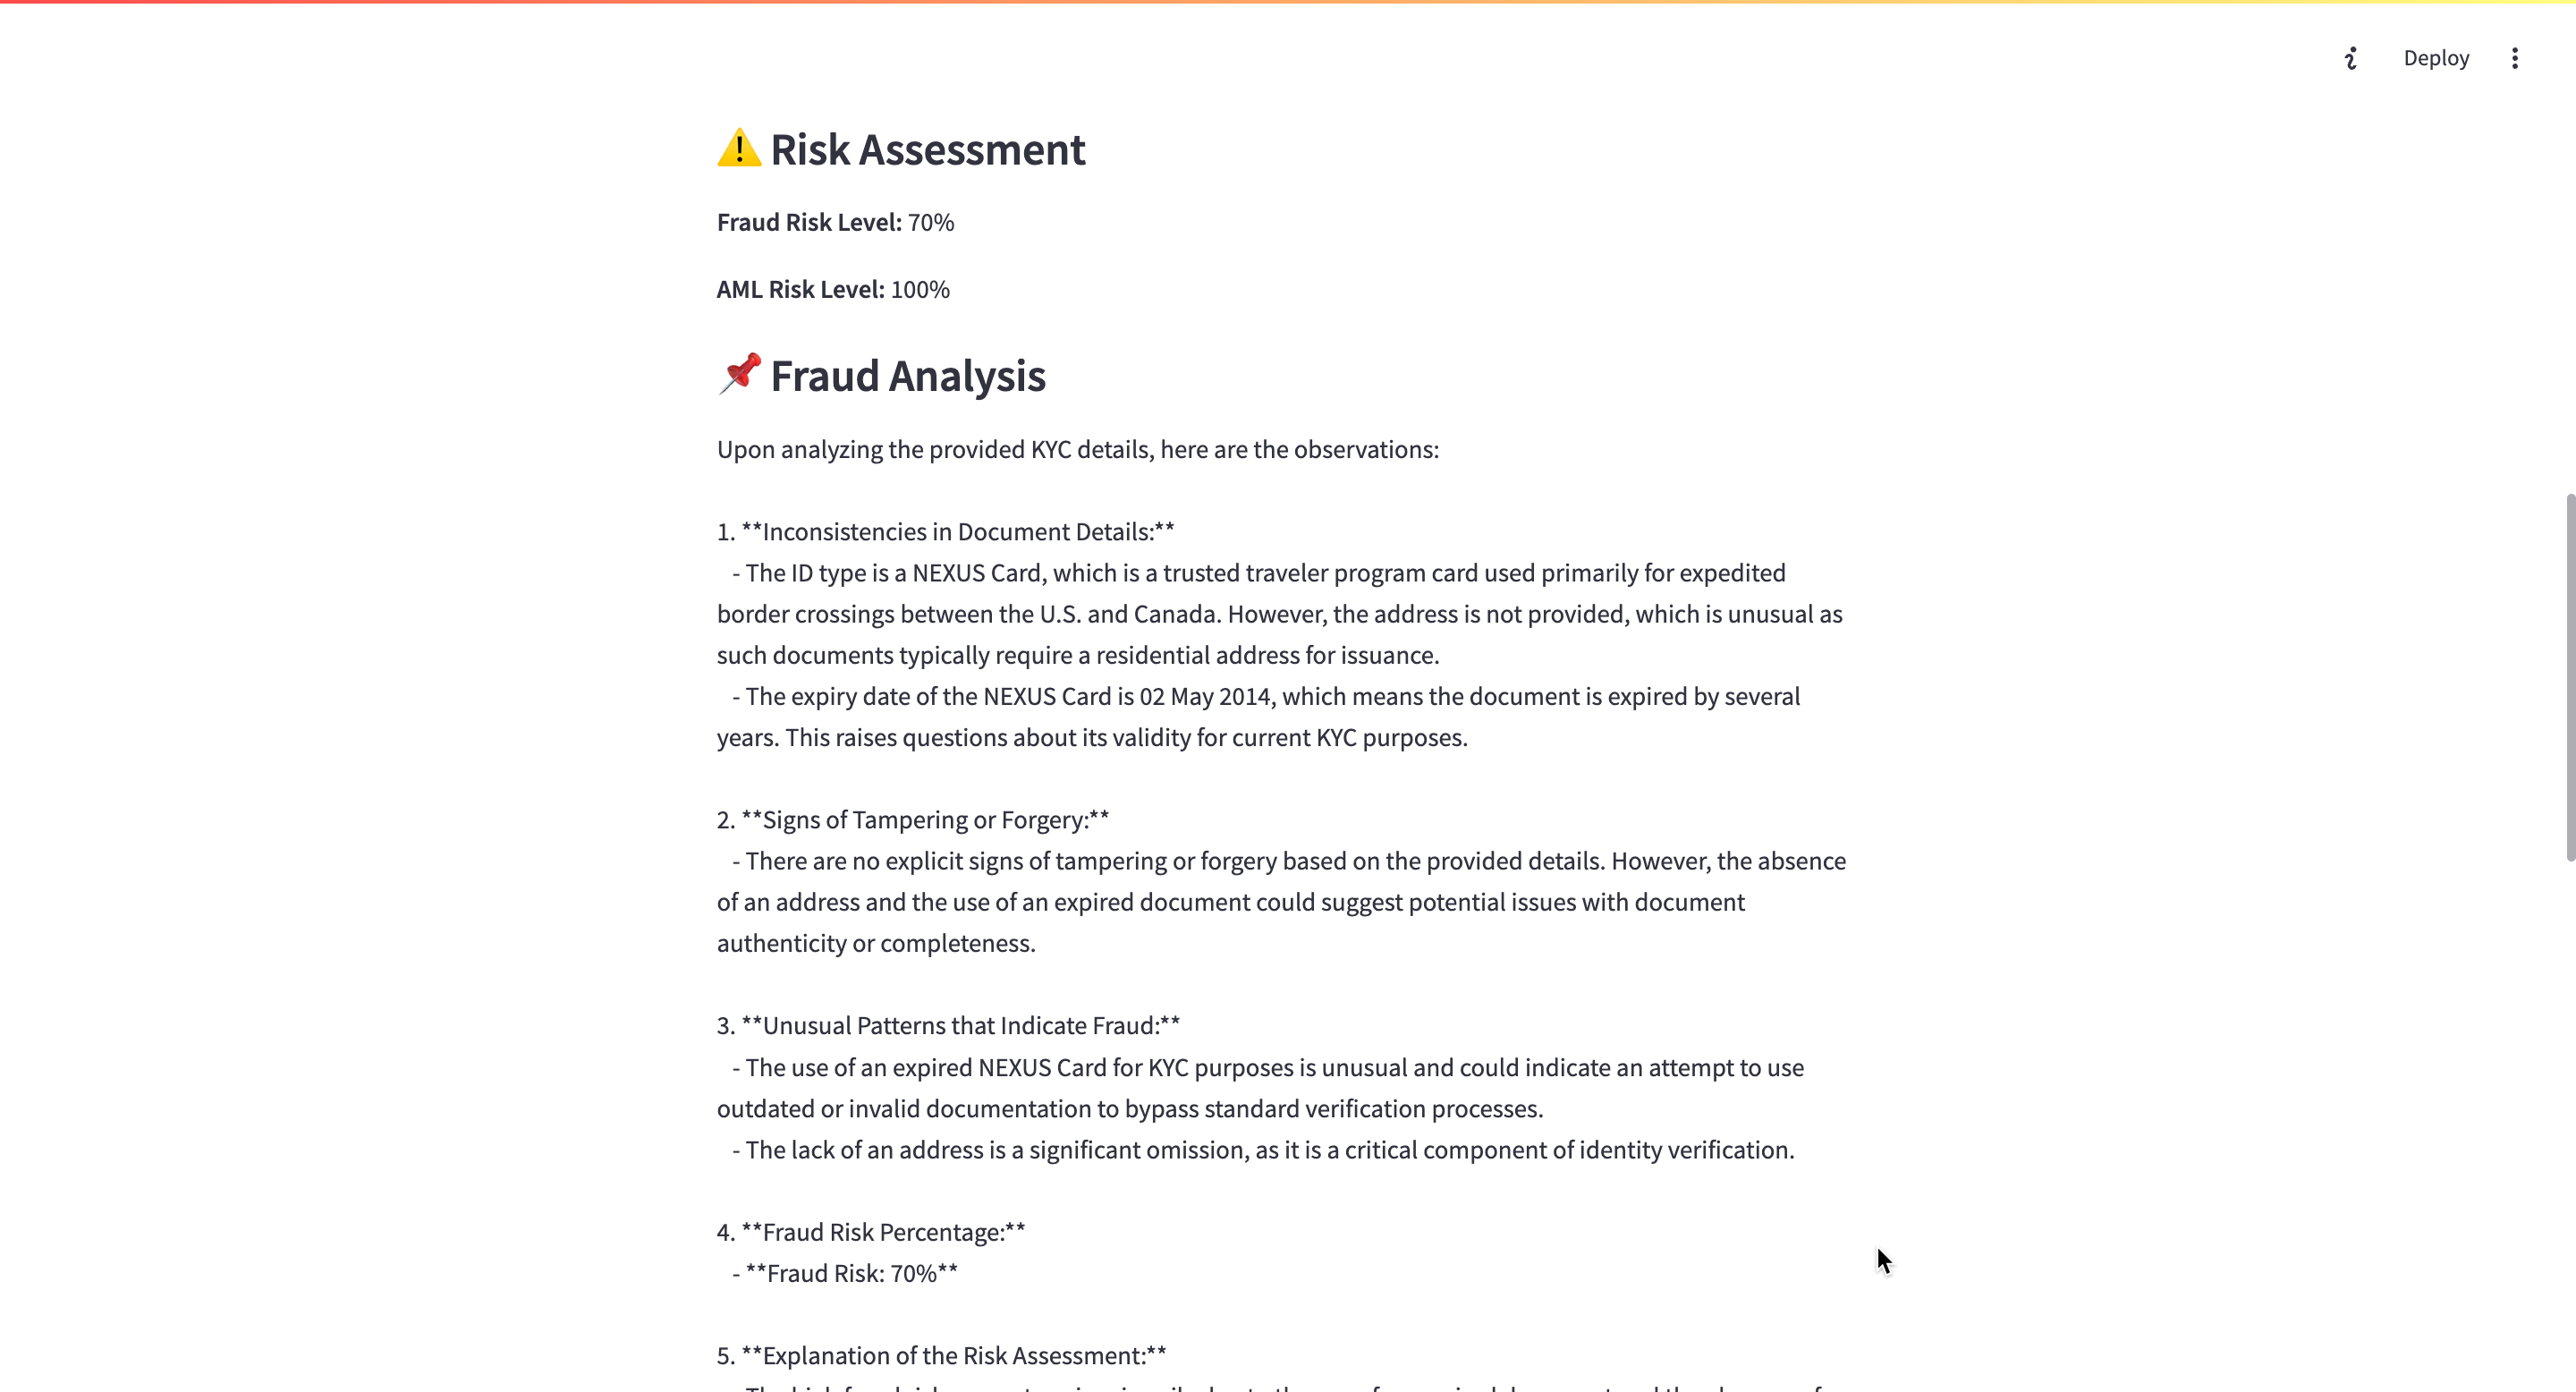 Deploy
Risk Assessment
Fraud Risk Level: 70%
AML Risk Level: 100%
Fraud Analysis
Upon analyzing the provided KYC details, here are the observations:
1. **Inconsistencies in Document Details:**
- The ID type is a NEXUS Card, which is a trusted traveler program card used primarily for expedited
border crossings between the U.S. and Canada. However, the address is not provided, which is unusual as
such documents typically require a residential address for issuance.
- The expiry date of the NEXUS Card is 02 May 2014, which means the document is expired by several
years. This raises questions about its validity for current KYC purposes.
2. **Signs of Tampering or Forgery:**
- There are no explicit signs of tampering or forgery based on the provided details. However, the absence
of an address and the use of an expired document could suggest potential issues with document
authenticity or completeness.
3. **Unusual Patterns that Indicate Fraud:**
- The use of an expired NEXUS Card for KYC purposes is unusual and could indicate an attempt to use
outdated or invalid documentation to bypass standard verification processes.
- The lack of an address is a significant omission, as it is a critical component of identity verification.
4. **Fraud Risk Percentage:**
- **Fraud Risk: 70%**
5. **Explanation of the Risk Assessment:**